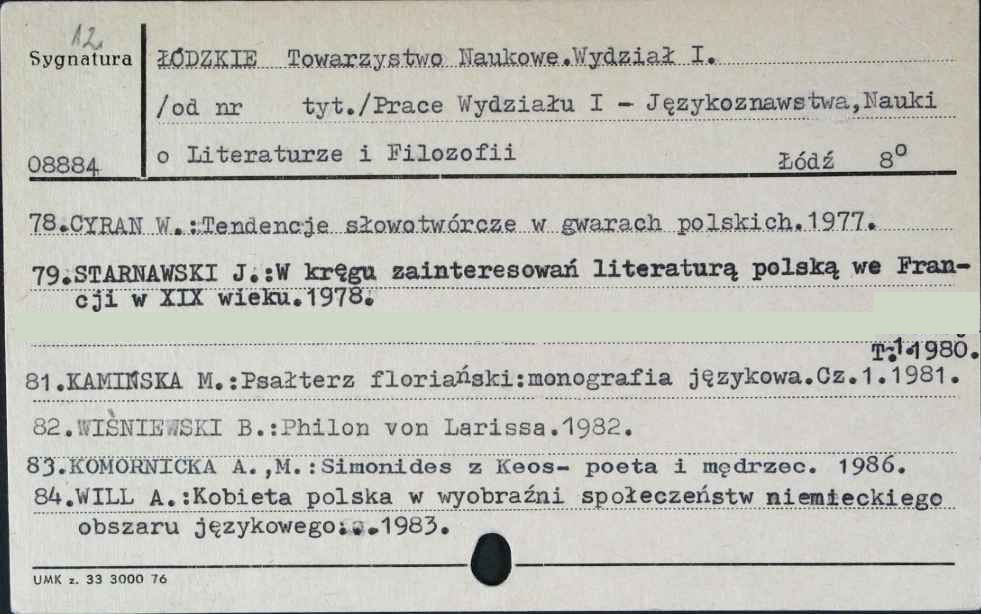 12
Sygnatura ŁÓDZKIE Towarzystwo Naukowe.Wydział I.
/od nr tyt./Prace Wydziału I - Językoznawstwa,Nauki
08884 o Literaturze i Filozofii Łódź 8o
78.CYRAN W.:Tendencje słowotwórcze w gwarach polskich.1977.
79.STARNAWSKI J.:W kręgu zainteresowań literaturą polską we Fran-
cji w XIX wieku.1978.
T.1.1980.
81.KAMIŃSKA M.:Psałterz floriański:monografia językowa.Cz.1.1981.
82.WIŚNIEWSKI B.:Philon von Larissa.1982.
83.KOMORNICKA A.,M.:Simonides z Keos- poeta i mędrzec. 1986.
84.WILL A.:Kobieta polska w wyobraźni społeczeństw niemieckiego
obszaru językowego...1983.
UMK z. 33 3000 76